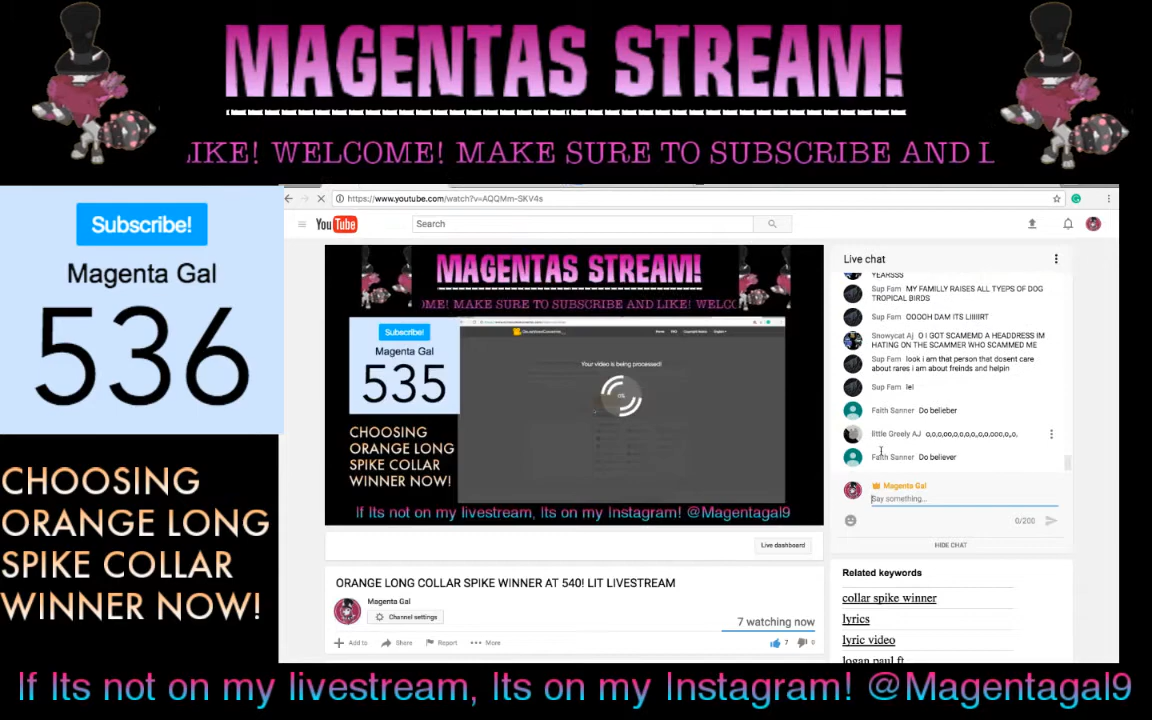 MAGENTAS STREAM!
IKE! WELCOME! MAKE SURE TO SUBSCRIBE AND L
Subscribe!
Magenta Gal
536
CHOOSING
ORANGE LONG
SPIKE COLLAR
WINNER NOW!
https://www.youtube.com/watch?v=AQQMm-SKV4s
YouTube
Search
MAGENTAS STREAM!
OME! MAKE SURE TO SUBSCRIBE AND LIKE! WELC
Subscribe!
Magenta Gal
535
Your video is being processed!
0%
CHOOSING
ORANGE LONG
SPIKE COLLAR
WINNER NOW!
If Its not on my livestream, Its on my Instagram! @Magentagal9
Live dashboard
ORANGE LONG COLLAR SPIKE WINNER AT 540! LIT LIVESTREAM
Magenta Gal
Channel settings
7 watching now
Add to Share Report More
7 0
Live chat
YEARSSS
Sup Fam MY FAMILLY RAISES ALL TYEPS OF DOG
TROPICAL BIRDS
Sup Fam OOOOH DAM ITS LIIIIRT
Snowycat Aj O I GOT SCAMEMD A HEADDRESS IM
HATING ON THE SCAMMER WHO SCAMMED ME
Sup Fam look i am that person that dosent care
about rares i am about freinds and helpin
Sup Fam lel
Faith Sanner Do belieber
little Greely AJ
Faith Sanner Do believer
Magenta Gal
Say something...
0/200
HIDE CHAT
Related keywords
collar spike winner
lyrics
lyric video
logan paul ft
If Its not on my livestream, Its on my Instagram! @Magentagal9